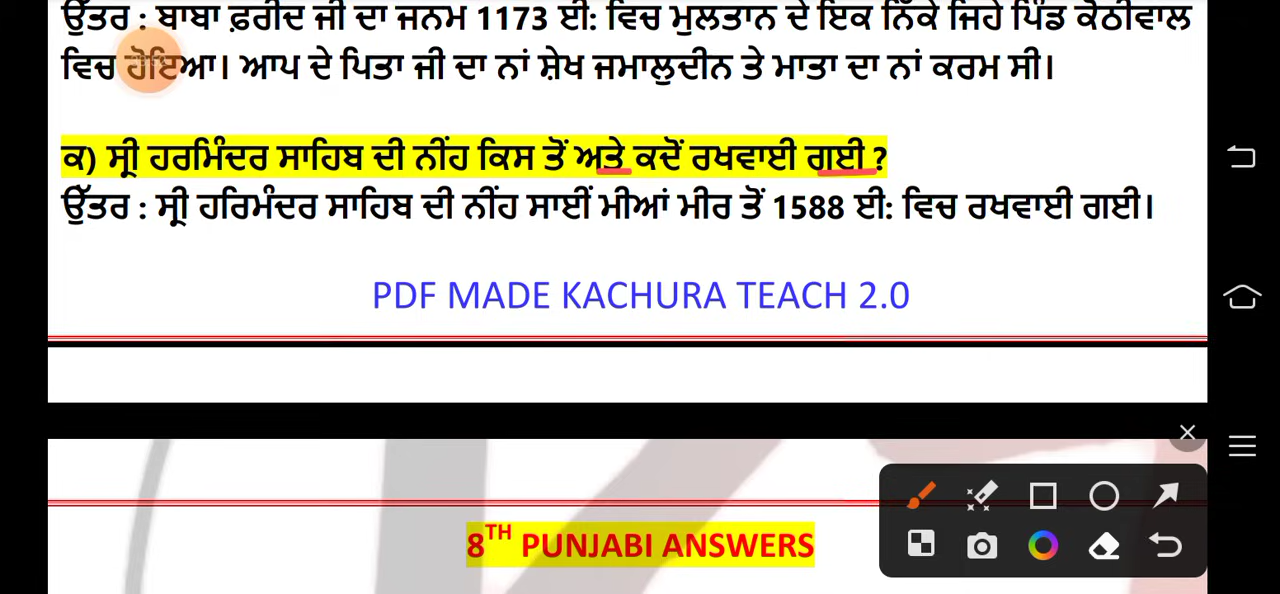 ਉੱਤਰ : ਬਾਬਾ ਫ਼ਰੀਦ ਜੀ ਦਾ ਜਨਮ 1173 ਈ: ਵਿਚ ਮੁਲਤਾਨ ਦੇ ਇਕ ਨਿੱਕੇ ਜਿਹੇ ਪਿੰਡ ਕੋਠੀਵਾਲ
ਵਿਚ ਹੋਇਆ। ਆਪ ਦੇ ਪਿਤਾ ਜੀ ਦਾ ਨਾਂ ਸ਼ੇਖ ਜਮਾਲੁਦੀਨ ਤੇ ਮਾਤਾ ਦਾ ਨਾਂ ਕਰਮ ਸੀ।
ਕ) ਸ੍ਰੀ ਹਰਮਿੰਦਰ ਸਾਹਿਬ ਦੀ ਨੀਂਹ ਕਿਸ ਤੋਂ ਅਤੇ ਕਦੋਂ ਰਖਵਾਈ ਗਈ ?
ਉੱਤਰ : ਸ੍ਰੀ ਹਰਿਮੰਦਰ ਸਾਹਿਬ ਦੀ ਨੀਂਹ ਸਾਈਂ ਮੀਆਂ ਮੀਰ ਤੋਂ 1588 ਈ: ਵਿਚ ਰਖਵਾਈ ਗਈ।
PDF MADE KACHURA TEACH 2.0
8TH PUNJABI ANSWERS